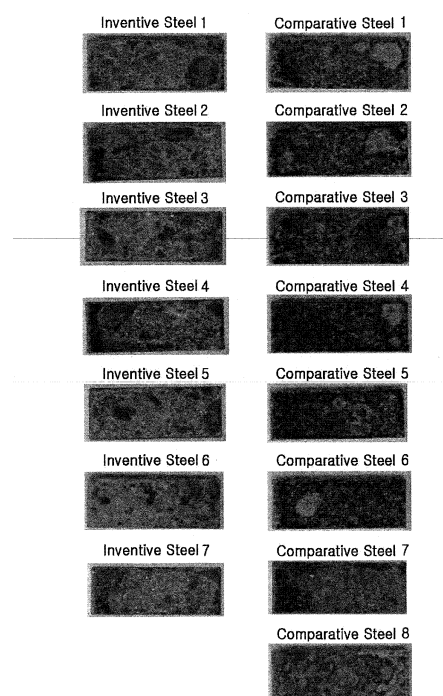 Inventive Steel 1
Comparative Steel 1
Inventive Steel 2
Comparative Steel 2
Inventive Steel 3
Comparative Steel 3
Inventive Steel 4
Comparative Steel 4
Inventive Steel 5
Comparative Steel 5
Inventive Steel 6
Comparative Steel 6
Inventive Steel 7
Comparative Steel 7
Comparative Steel 8